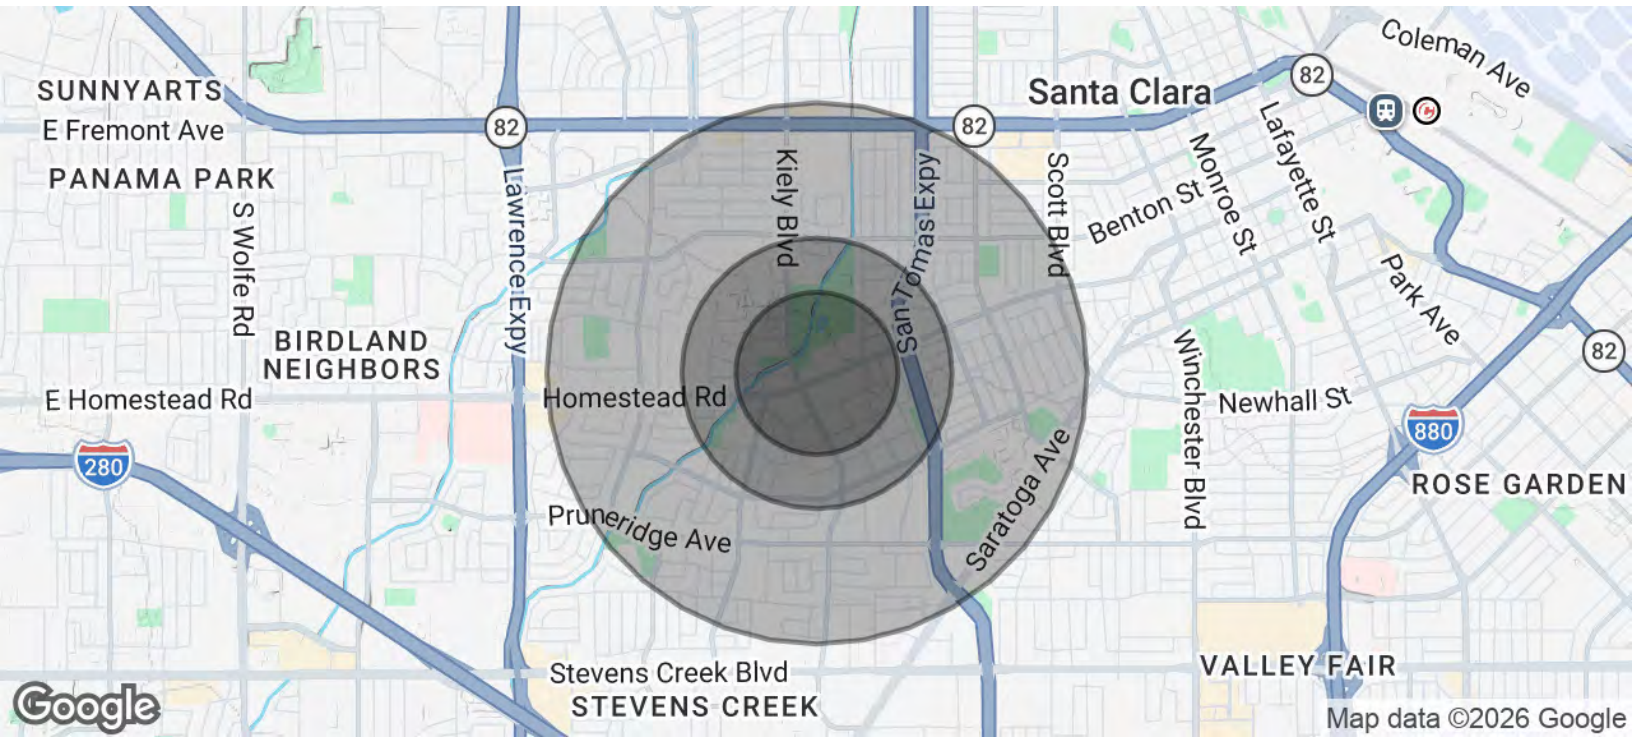 Coleman Ave
SUNNYARTS
Santa Clara
82
E Fremont Ave
82
82
Lafayette St
PANAMA PARK
Kiely Blvd
San Tomas Expy
Scott Blvd
Monroe St
Benton St
S Wolfe Rd
Lawrence Expy
Park Ave
BIRDLAND
NEIGHBORS
82
E Homestead Rd
Homestead Rd
Winchester Blvd
Newhall St
880
280
ROSE GARDEN
Saratoga Ave
Pruneridge Ave
Stevens Creek Blvd
VALLEY FAIR
STEVENS CREEK
Google
Map data ©2026 Google